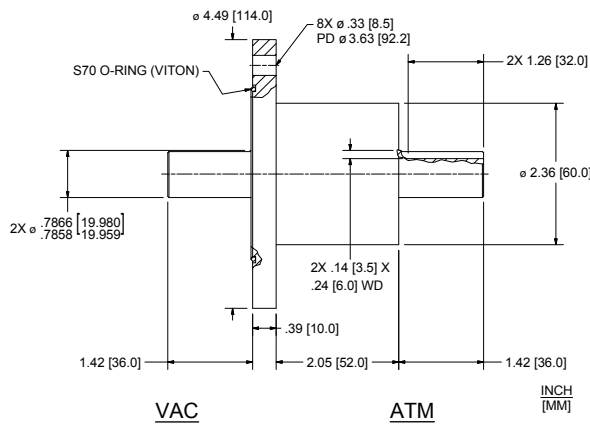 ø 4.49 [114.0]
8X ø .33 [8.5]
PD ø 3.63 [92.2]
S70 O-RING (VITON)
2X 1.26 [32.0]
ø 2.36 [60.0]
2X ø .7866 [19.980]
.7858 [19.959]
2X .14 [3.5] X
.24 [6.0] WD
.39 [10.0]
1.42 [36.0]
2.05 [52.0]
1.42 [36.0]
INCH
[MM]
VAC
ATM